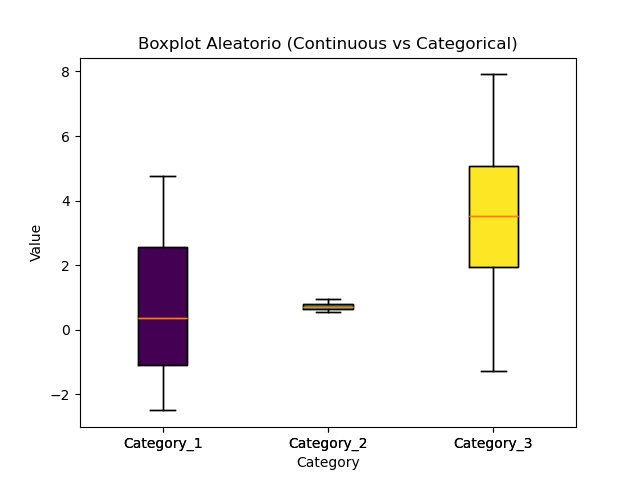 Boxplot Aleatorio (Continuous vs Categorical)
8
6
4
2
0
−2
Value
Category_1
Category_2
Category_3
Category